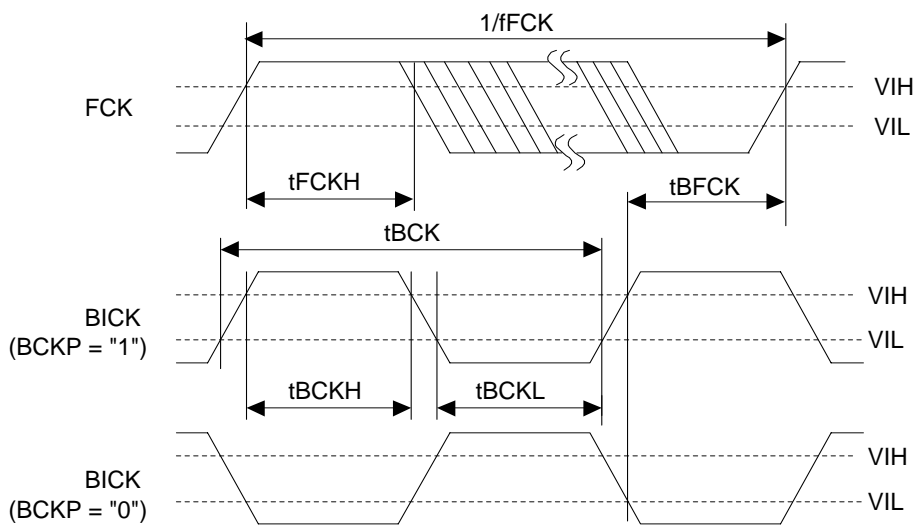 1/fFCK
FCK
VIH
VIL
tFCKH
tBFCK
tBCK
BICK
(BCKP = "1")
VIH
VIL
tBCKH
tBCKL
BICK
(BCKP = "0")
VIH
VIL